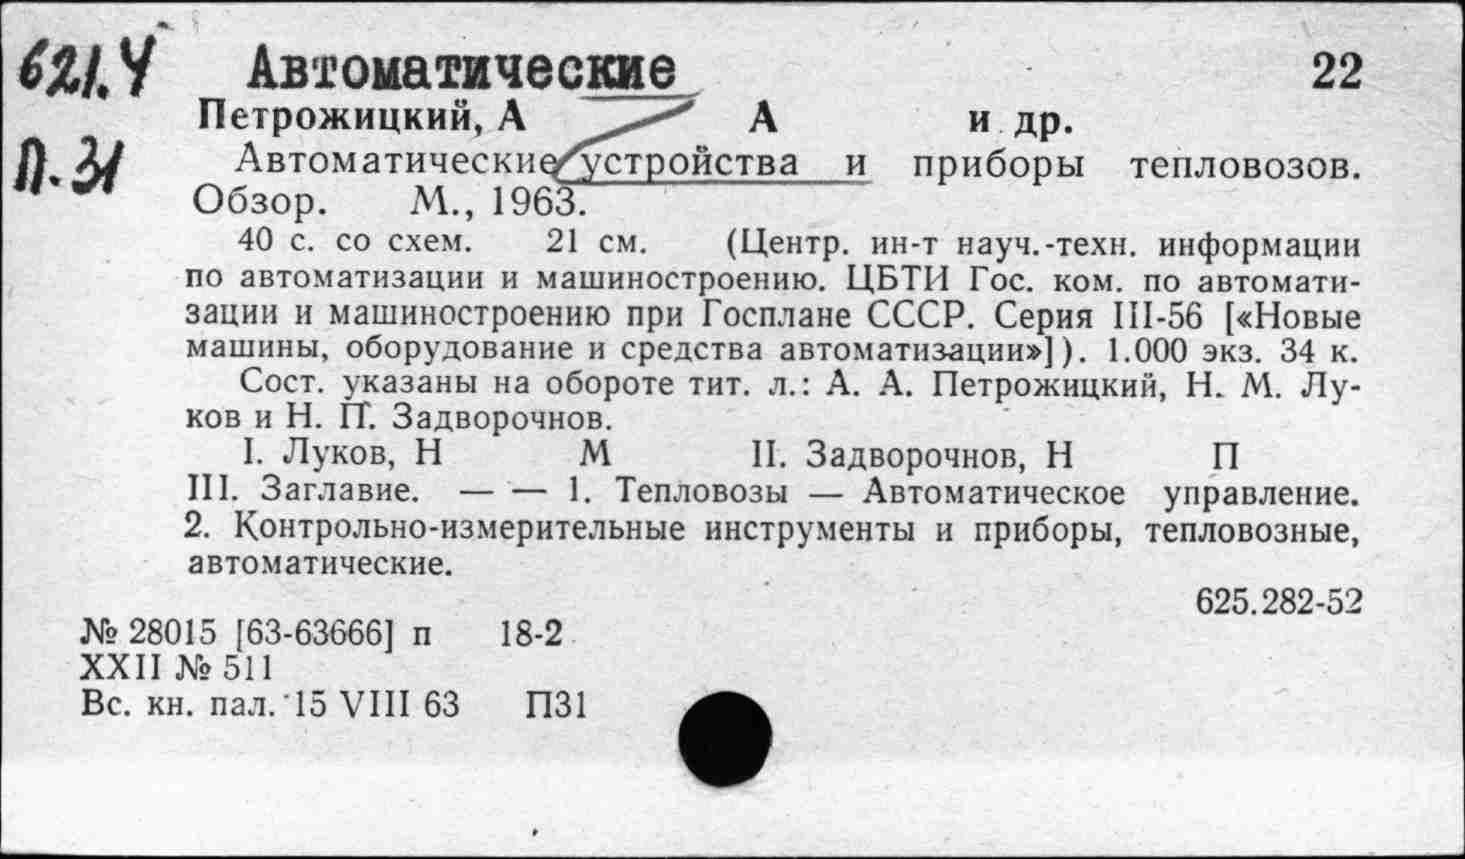 621.4 Автоматические 22
Петрожицкий, А А и др.
П.31 Автоматические устройства и приборы тепловозов.
Обзор. М., 1963.
40 с. со схем. 21 см. (Центр. ин-т науч.-техн. информации
по автоматизации и машиностроению. ЦБТИ Гос. ком. по автомати-
зации и машиностроению при Госплане СССР. Серия III-56 [«Новые
машины, оборудование и средства автоматизации»]). 1.000 экз. 34 к.
Сост. указаны на обороте тит. л.: А. А. Петрожицкий, Н. М. Лу-
ков и Н. П. Задворочнов.
I. Луков, Н М II. Задворочнов, Н П
III. Заглавие. — — 1. Тепловозы — Автоматическое управление.
2. Контрольно-измерительные инструменты и приборы, тепловозные,
автоматические.
625.282-52
№ 28015 [63-63666] п 18-2
XXII № 511
Вс. кн. пал. 15 VIII 63 П31